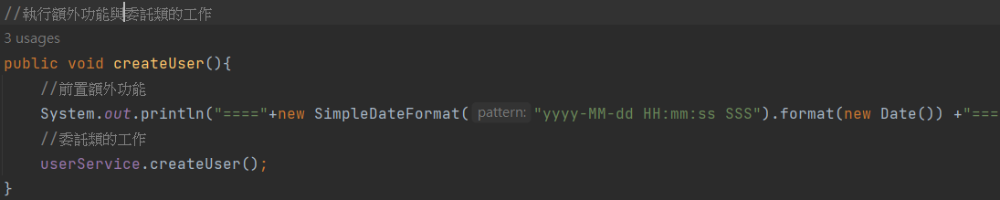 //執行額外功能與委託類的工作
3 usages
public void createUser(){
//前置額外功能
System.out.println("===="+new SimpleDateFormat( pattern: "yyyy-MM-dd HH:mm:ss SSS").format(new Date()) +"===
//委託類的工作
userService.createUser();
}